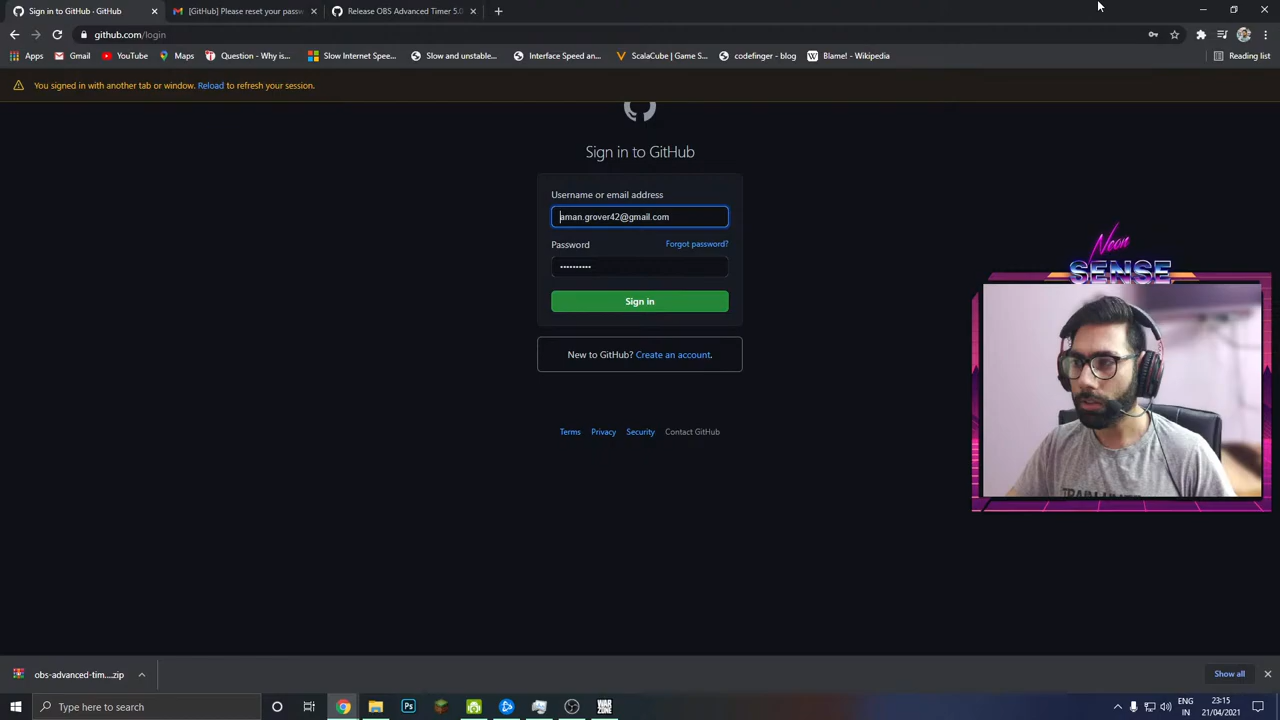 Sign in to GitHub · GitHub
[GitHub] Please reset your passw
Release OBS Advanced Timer 5.0
github.com/login
Apps
Gmail
YouTube
Maps
Question - Why is...
Slow Internet Speed...
Slow and unstable...
Interface Speed an...
ScalaCube | Game S...
codefinger - blog
Blame! - Wikipedia
Reading list
You signed in with another tab or window. Reload to refresh your session.
Sign in to GitHub
Username or email address
aman.grover42@gmail.com
Password
Forgot password?
Sign in
New to GitHub? Create an account.
Terms
Privacy
Security
Contact GitHub
Neon
SENSE
obs-advanced-tim....zip
Show all
Type here to search
Ps
WAR
ZONE
ENG
IN
23:15
21/04/2021